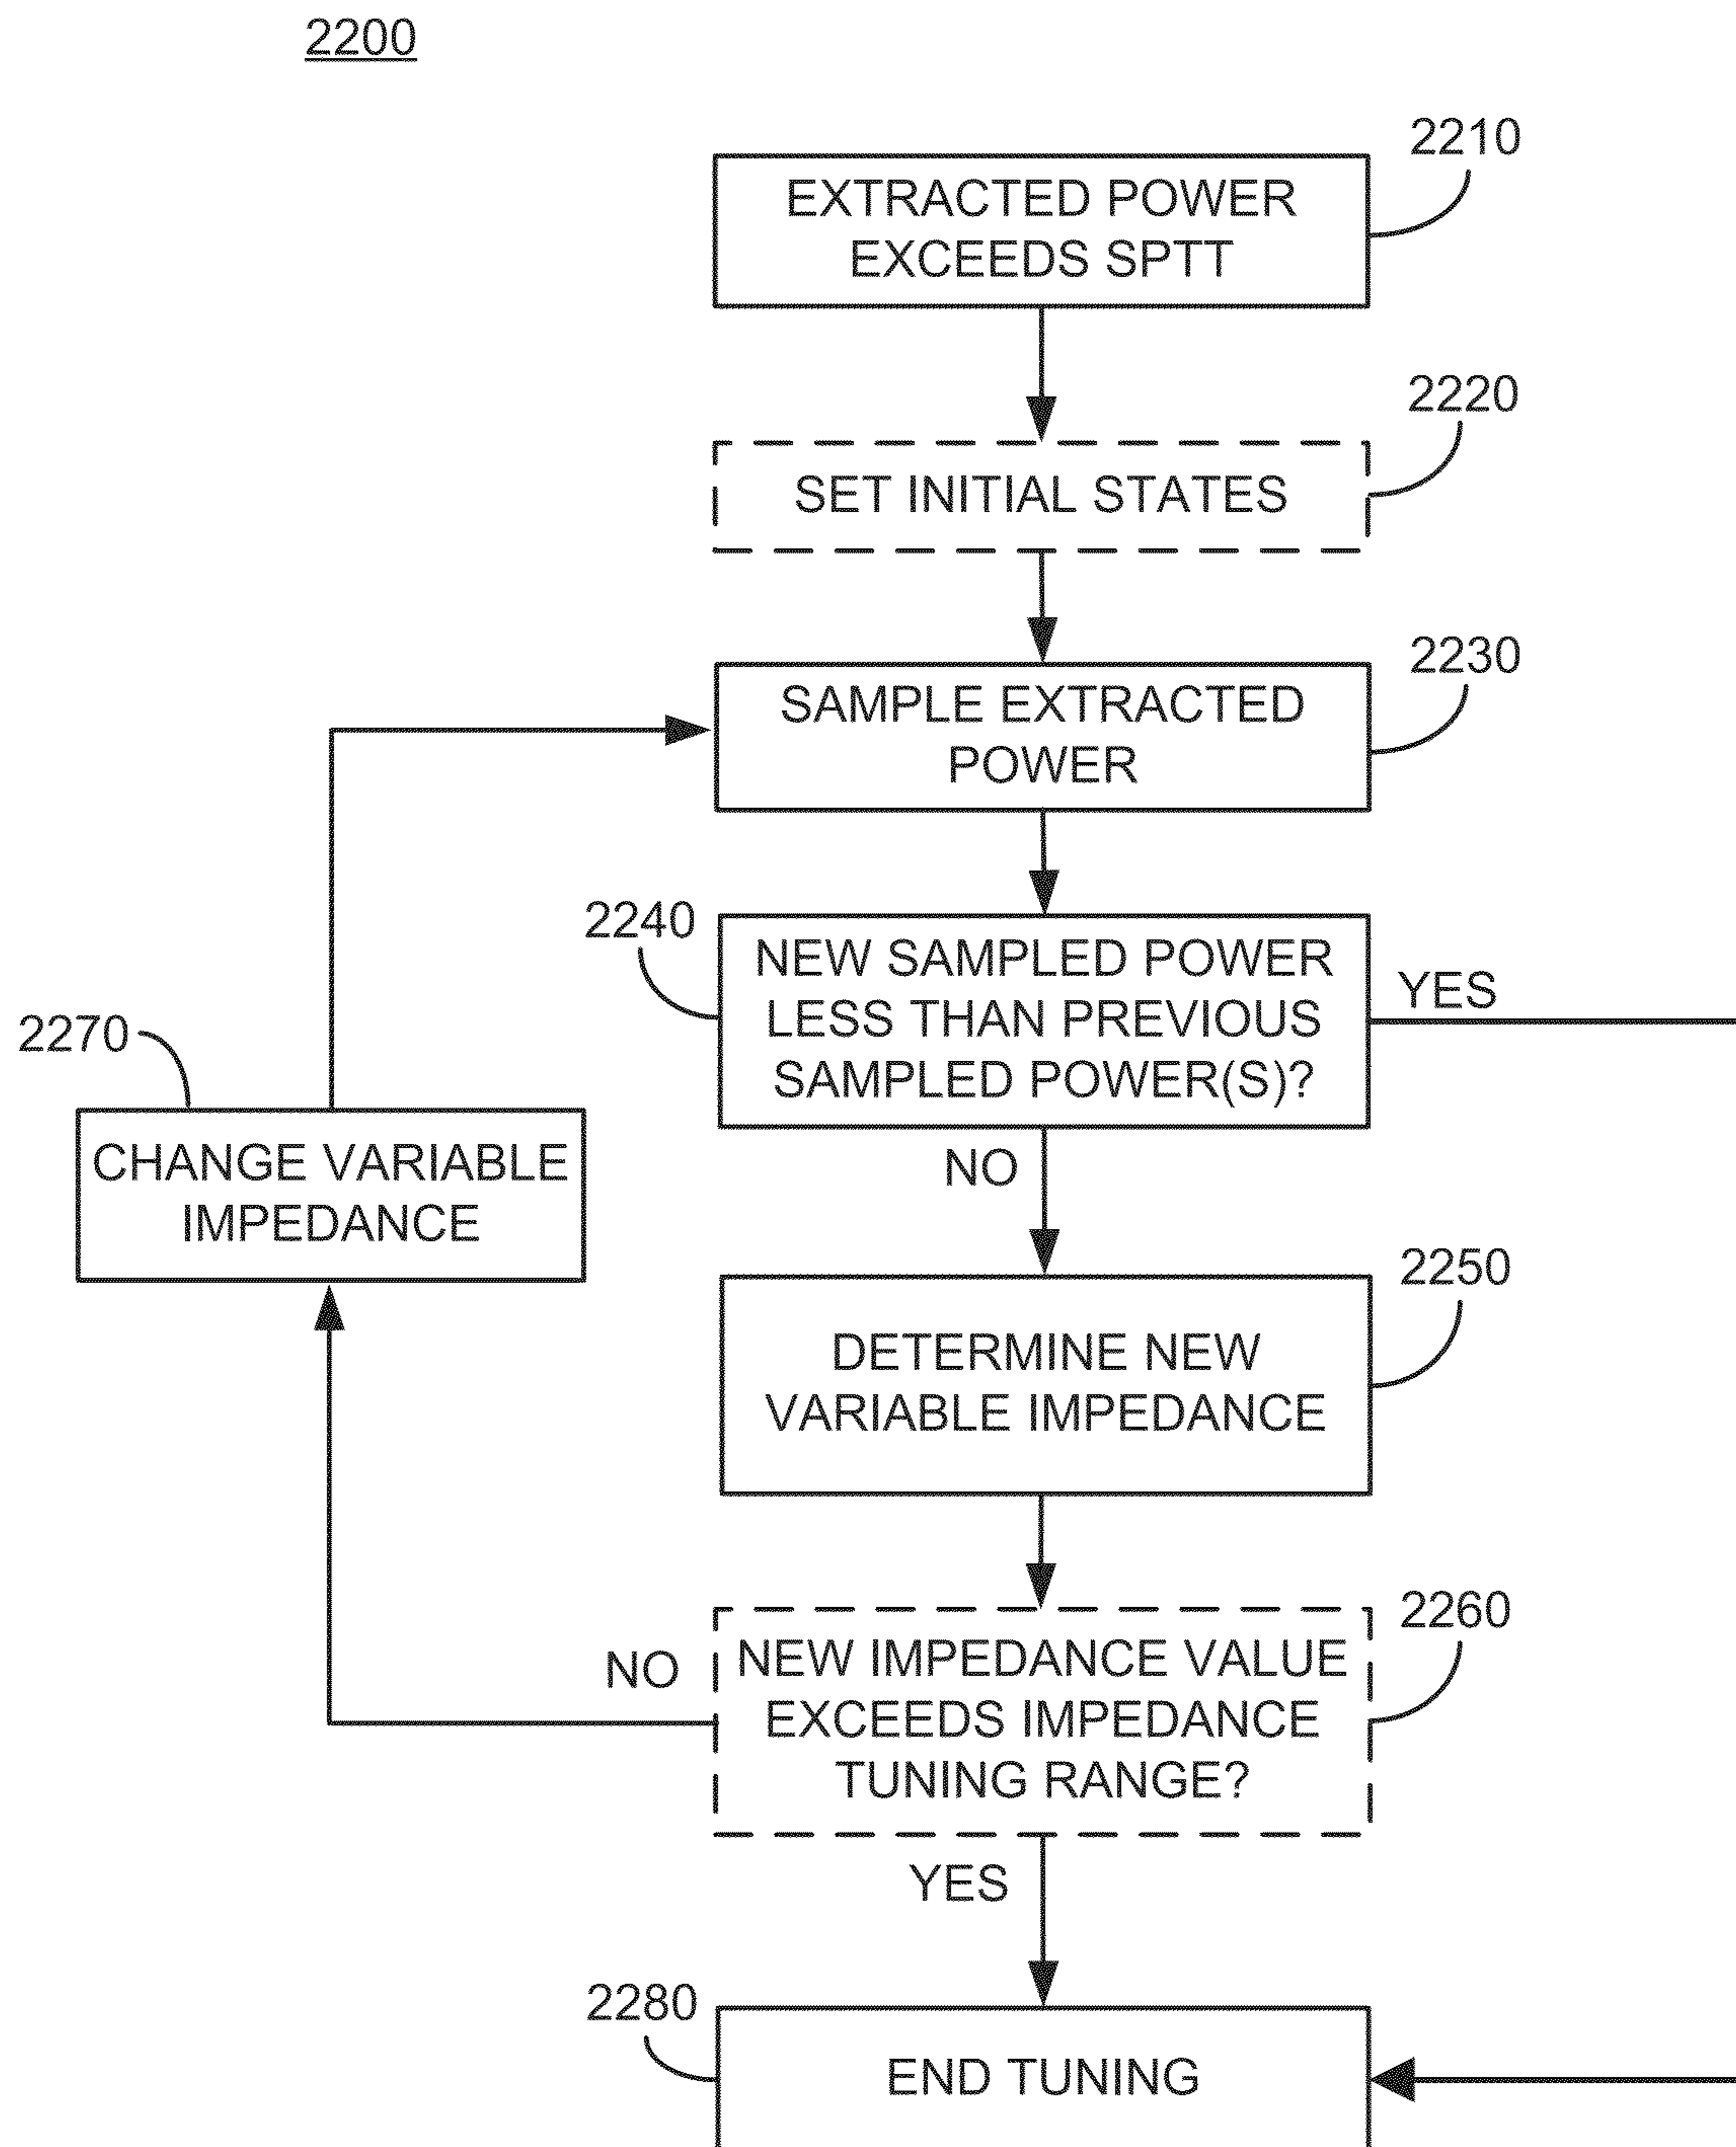 2200
2210
EXTRACTED POWER
EXCEEDS SPTT
2220
SET INITIAL STATES
2230
SAMPLE EXTRACTED
POWER
2240
NEW SAMPLED POWER
LESS THAN PREVIOUS
SAMPLED POWER(S)?
YES
NO
2270
CHANGE VARIABLE
IMPEDANCE
2250
DETERMINE NEW
VARIABLE IMPEDANCE
2260
NEW IMPEDANCE VALUE
EXCEEDS IMPEDANCE
TUNING RANGE?
NO
YES
2280
END TUNING